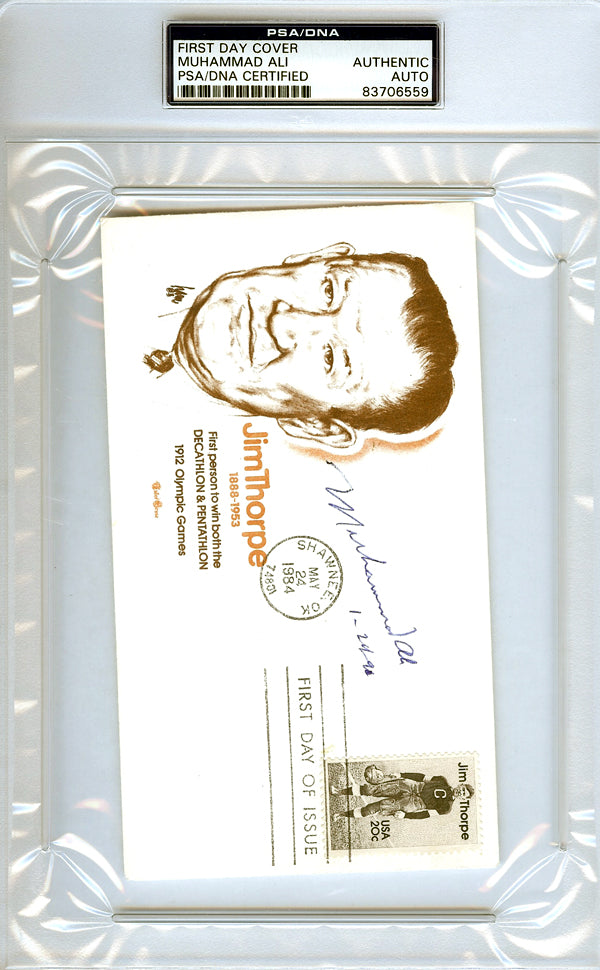 PSA/DNA
FIRST DAY COVER
MUHAMMAD ALI AUTHENTIC
PSA/DNA CERTIFIED AUTO
83706559
Jim Thorpe
1888-1953
First person to win both the
DECATHLON & PENTATHLON
1912 Olympic Games
SHAWNEE, OK
MAY
24
1984
74801
Muhammad Ali
FIRST DAY OF ISSUE
Jim Thorpe
C
USA
20c